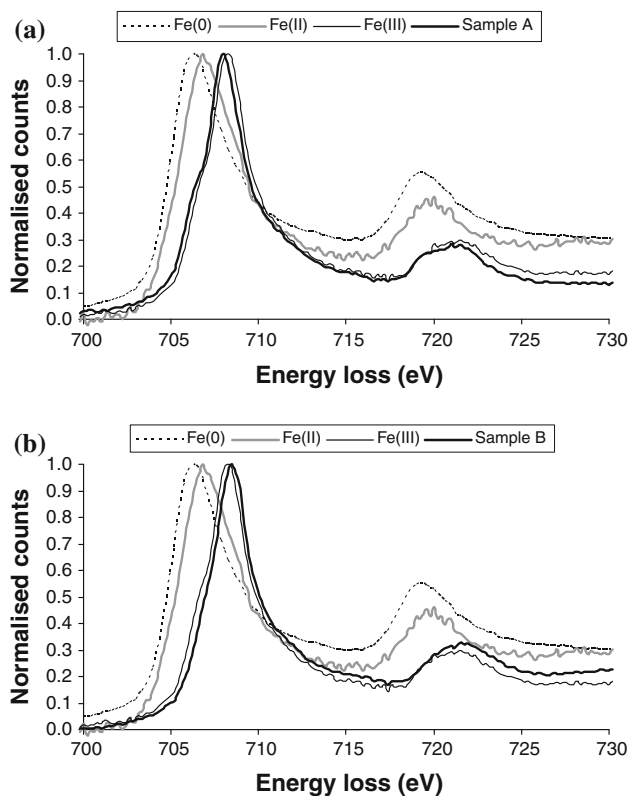 (a)
Fe(0) Fe(II) Fe(III) Sample A
1.0
0.9
0.8
0.7
0.6
0.5
0.4
0.3
0.2
0.1
0.0
Normalised counts
700 705 710 715 720 725 730
Energy loss (eV)
(b)
Fe(0) Fe(II) Fe(III) Sample B
1.0
0.9
0.8
0.7
0.6
0.5
0.4
0.3
0.2
0.1
0.0
Normalised counts
700 705 710 715 720 725 730
Energy loss (eV)